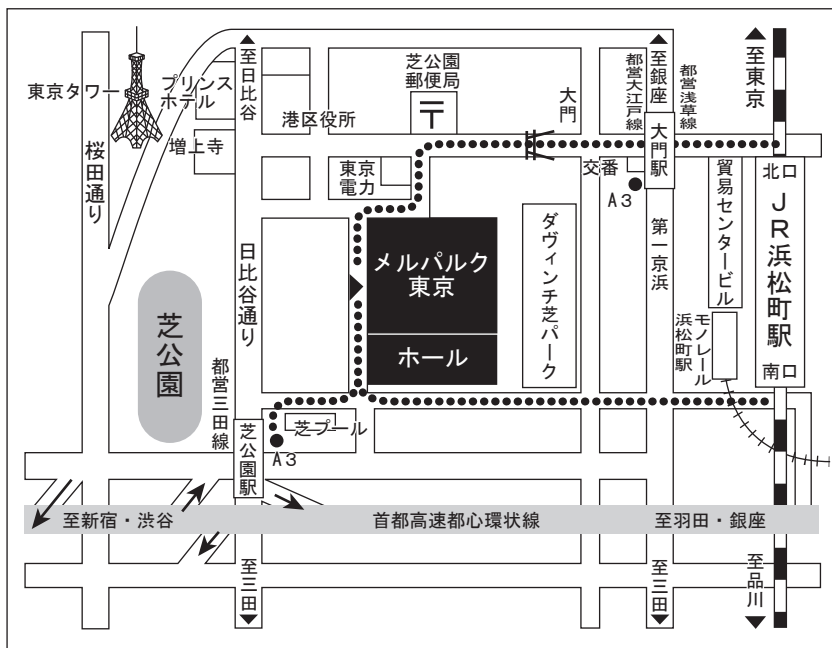 至日比谷
至銀座
至東京
東京タワー
プリンス
ホテル
増上寺
桜田通り
港区役所
芝公園
郵便局
〒
大門
都営大江戸線
都営浅草線
大門駅
東京
電力
交番
A3
北口
JR浜松町駅
南口
貿易センタービル
モノレール
浜松町駅
第一京浜
ダヴィンチ芝パーク
メルパルク
東京
ホール
日比谷通り
芝公園
都営三田線
芝公園駅
芝プール
A3
至新宿・渋谷
首都高速都心環状線
至羽田・銀座
至三田
至三田
至品川